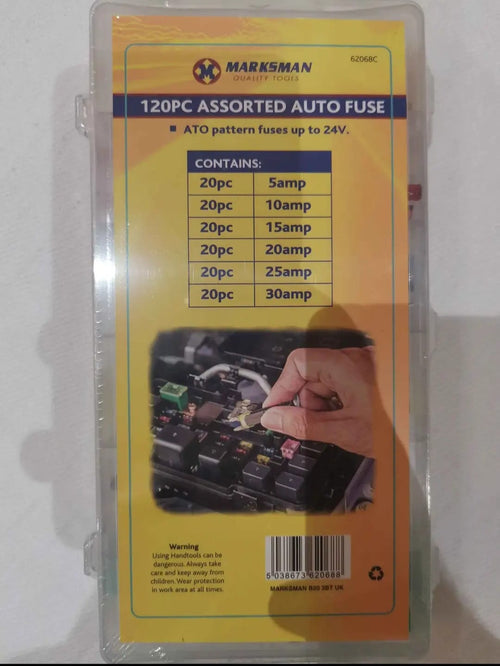 M MARKSMAN
QUALITY TOOLS
62068C
120PC ASSORTED AUTO FUSE
■ ATO pattern fuses up to 24V.
CONTAINS:
20pc 5amp
20pc 10amp
20pc 15amp
20pc 20amp
20pc 25amp
20pc 30amp
Warning
Using Handtools can be
dangerous. Always take
care and keep away from
children. Wear protection
in work area at all times.
5 038673 620688
MARKSMAN B20 2BT UK